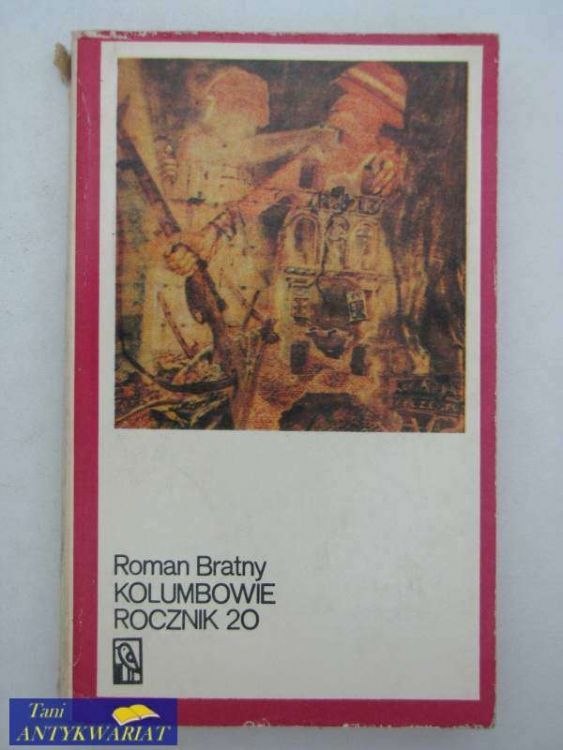 Roman Bratny
KOLUMBOWIE
ROCZNIK 20
Tani
ANTYKWARIAT